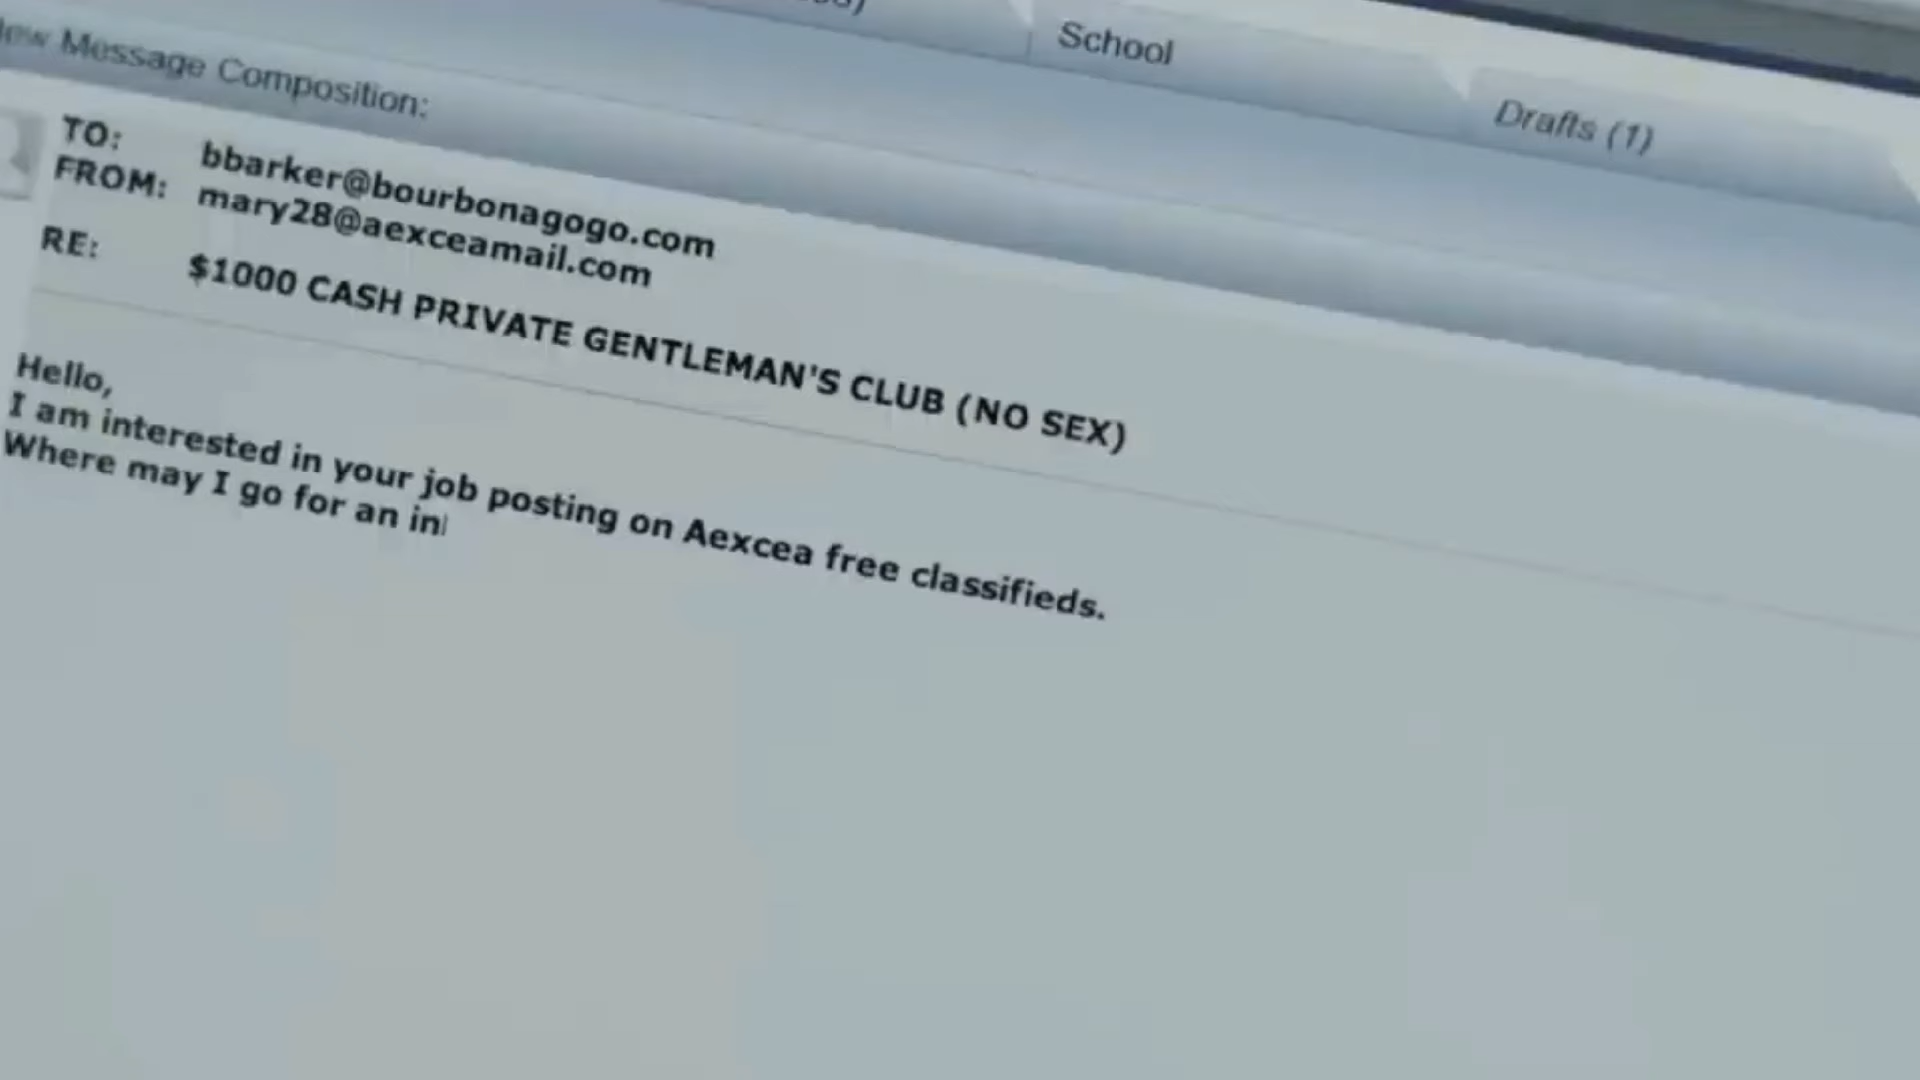 School
Drafts (1)
New Message Composition:
TO: bbarker@bourbonagogo.com
FROM: mary28@aexceamail.com
RE: $1000 CASH PRIVATE GENTLEMAN'S CLUB (NO SEX)
Hello,
I am interested in your job posting on Aexcea free classifieds.
Where may I go for an in